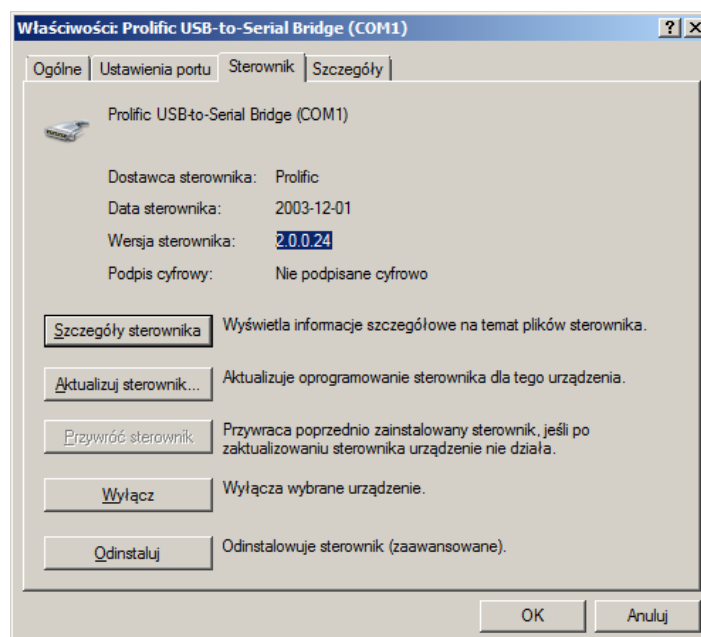 Właściwości: Prolific USB-to-Serial Bridge (COM1)
Ogólne Ustawienia portu Sterownik Szczegóły
Prolific USB-to-Serial Bridge (COM1)
Dostawca sterownika: Prolific
Data sterownika: 2003-12-01
Wersja sterownika: 2.0.0.24
Podpis cyfrowy: Nie podpisane cyfrowo
Szczegóły sterownika Wyświetla informacje szczegółowe na temat plików sterownika.
Aktualizuj sterownik... Aktualizuje oprogramowanie sterownika dla tego urządzenia.
Przywróć sterownik Przywraca poprzednio zainstalowany sterownik, jeśli po
zaktualizowaniu sterownika urządzenie nie działa.
Wyłącz Wyłącza wybrane urządzenie.
Odinstaluj Odinstalowuje sterownik (zaawansowane).
OK Anuluj